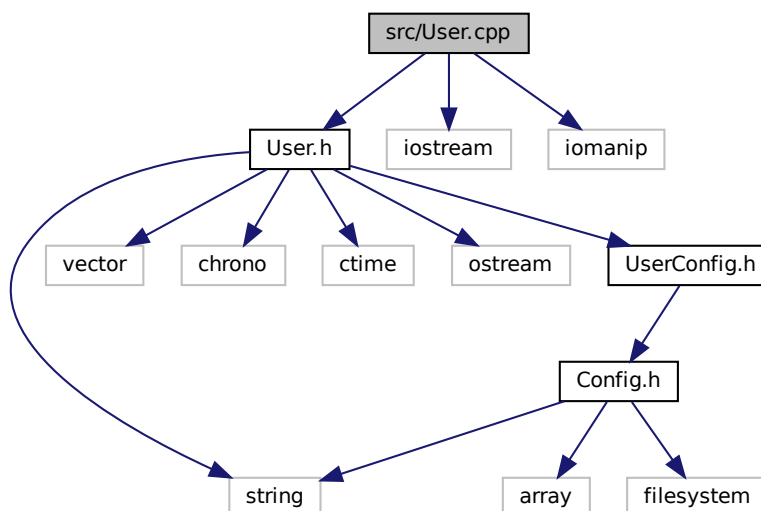 src/User.cpp
User.h
iostream
iomanip
vector
chrono
ctime
ostream
UserConfig.h
Config.h
string
array
filesystem